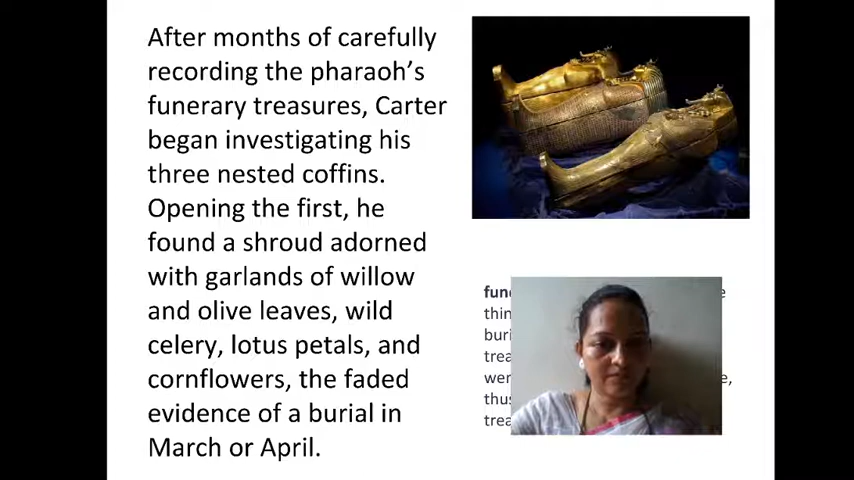 After months of carefully
recording the pharaoh's
funerary treasures, Carter
began investigating his
three nested coffins.
Opening the first, he
found a shroud adorned
with garlands of willow
and olive leaves, wild
celery, lotus petals, and
cornflowers, the faded
evidence of a burial in
March or April.